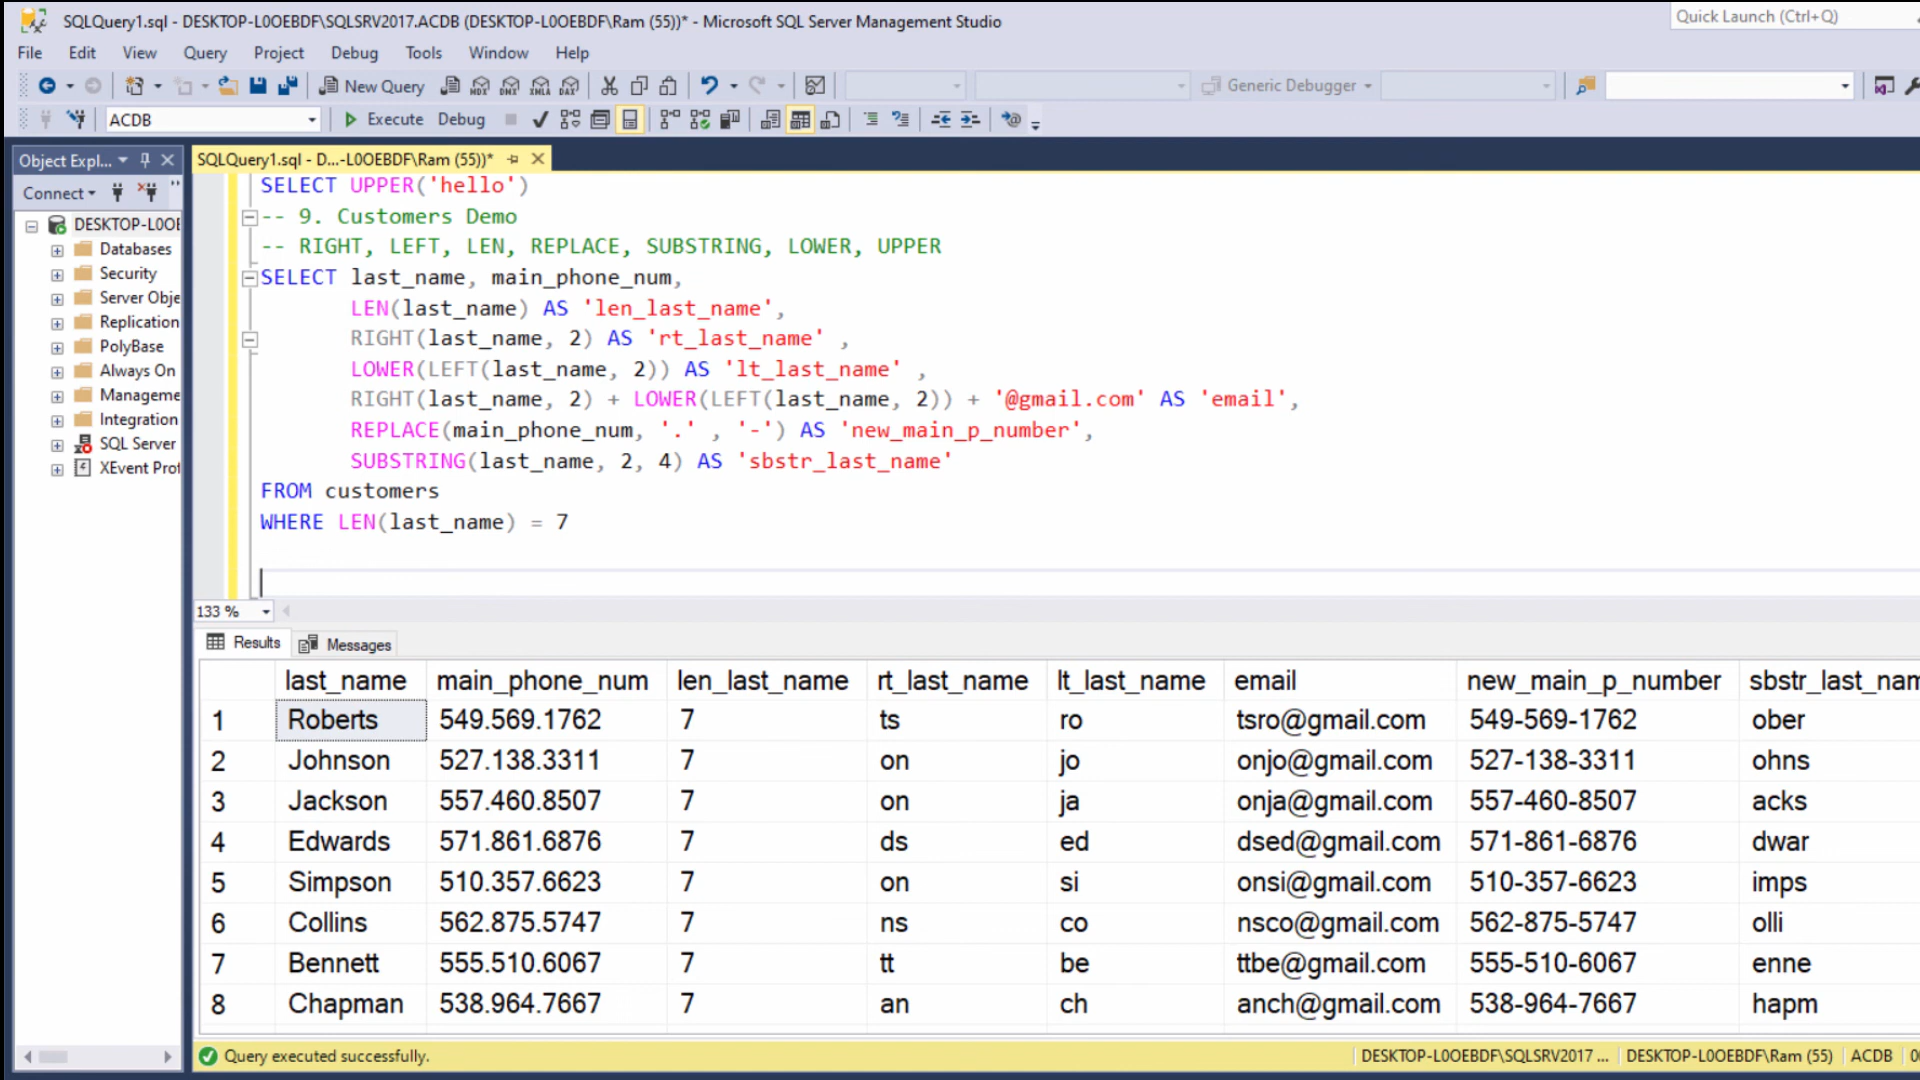 SQLQuery1.sql - DESKTOP-L0OEBDF\SQLSRV2017.ACDB (DESKTOP-L0OEBDF\Ram (55))* - Microsoft SQL Server Management Studio
Quick Launch (Ctrl+Q)
File Edit View Query Project Debug Tools Window Help
New Query MDX DMX XMLA DAX Generic Debugger
ACDB Execute Debug
Object Expl... SQLQuery1.sql - D...-L0OEBDF\Ram (55))*
Connect
DESKTOP-L0OE
Databases
Security
Server Obje
Replication
PolyBase
Always On
Manageme
Integration
SQL Server
XEvent Prof
SELECT UPPER('hello')
-- 9. Customers Demo
-- RIGHT, LEFT, LEN, REPLACE, SUBSTRING, LOWER, UPPER
SELECT last_name, main_phone_num,
LEN(last_name) AS 'len_last_name',
RIGHT(last_name, 2) AS 'rt_last_name' ,
LOWER(LEFT(last_name, 2)) AS 'lt_last_name' ,
RIGHT(last_name, 2) + LOWER(LEFT(last_name, 2)) + '@gmail.com' AS 'email',
REPLACE(main_phone_num, '.' , '-') AS 'new_main_p_number',
SUBSTRING(last_name, 2, 4) AS 'sbstr_last_name'
FROM customers
WHERE LEN(last_name) = 7
133 %
Results Messages
last_name main_phone_num len_last_name rt_last_name lt_last_name email new_main_p_number sbstr_last_nam
1 Roberts 549.569.1762 7 ts ro tsro@gmail.com 549-569-1762 ober
2 Johnson 527.138.3311 7 on jo onjo@gmail.com 527-138-3311 ohns
3 Jackson 557.460.8507 7 on ja onja@gmail.com 557-460-8507 acks
4 Edwards 571.861.6876 7 ds ed dsed@gmail.com 571-861-6876 dwar
5 Simpson 510.357.6623 7 on si onsi@gmail.com 510-357-6623 imps
6 Collins 562.875.5747 7 ns co nsco@gmail.com 562-875-5747 olli
7 Bennett 555.510.6067 7 tt be ttbe@gmail.com 555-510-6067 enne
8 Chapman 538.964.7667 7 an ch anch@gmail.com 538-964-7667 hapm
Query executed successfully. DESKTOP-L0OEBDF\SQLSRV2017 ... DESKTOP-L0OEBDF\Ram (55) ACDB